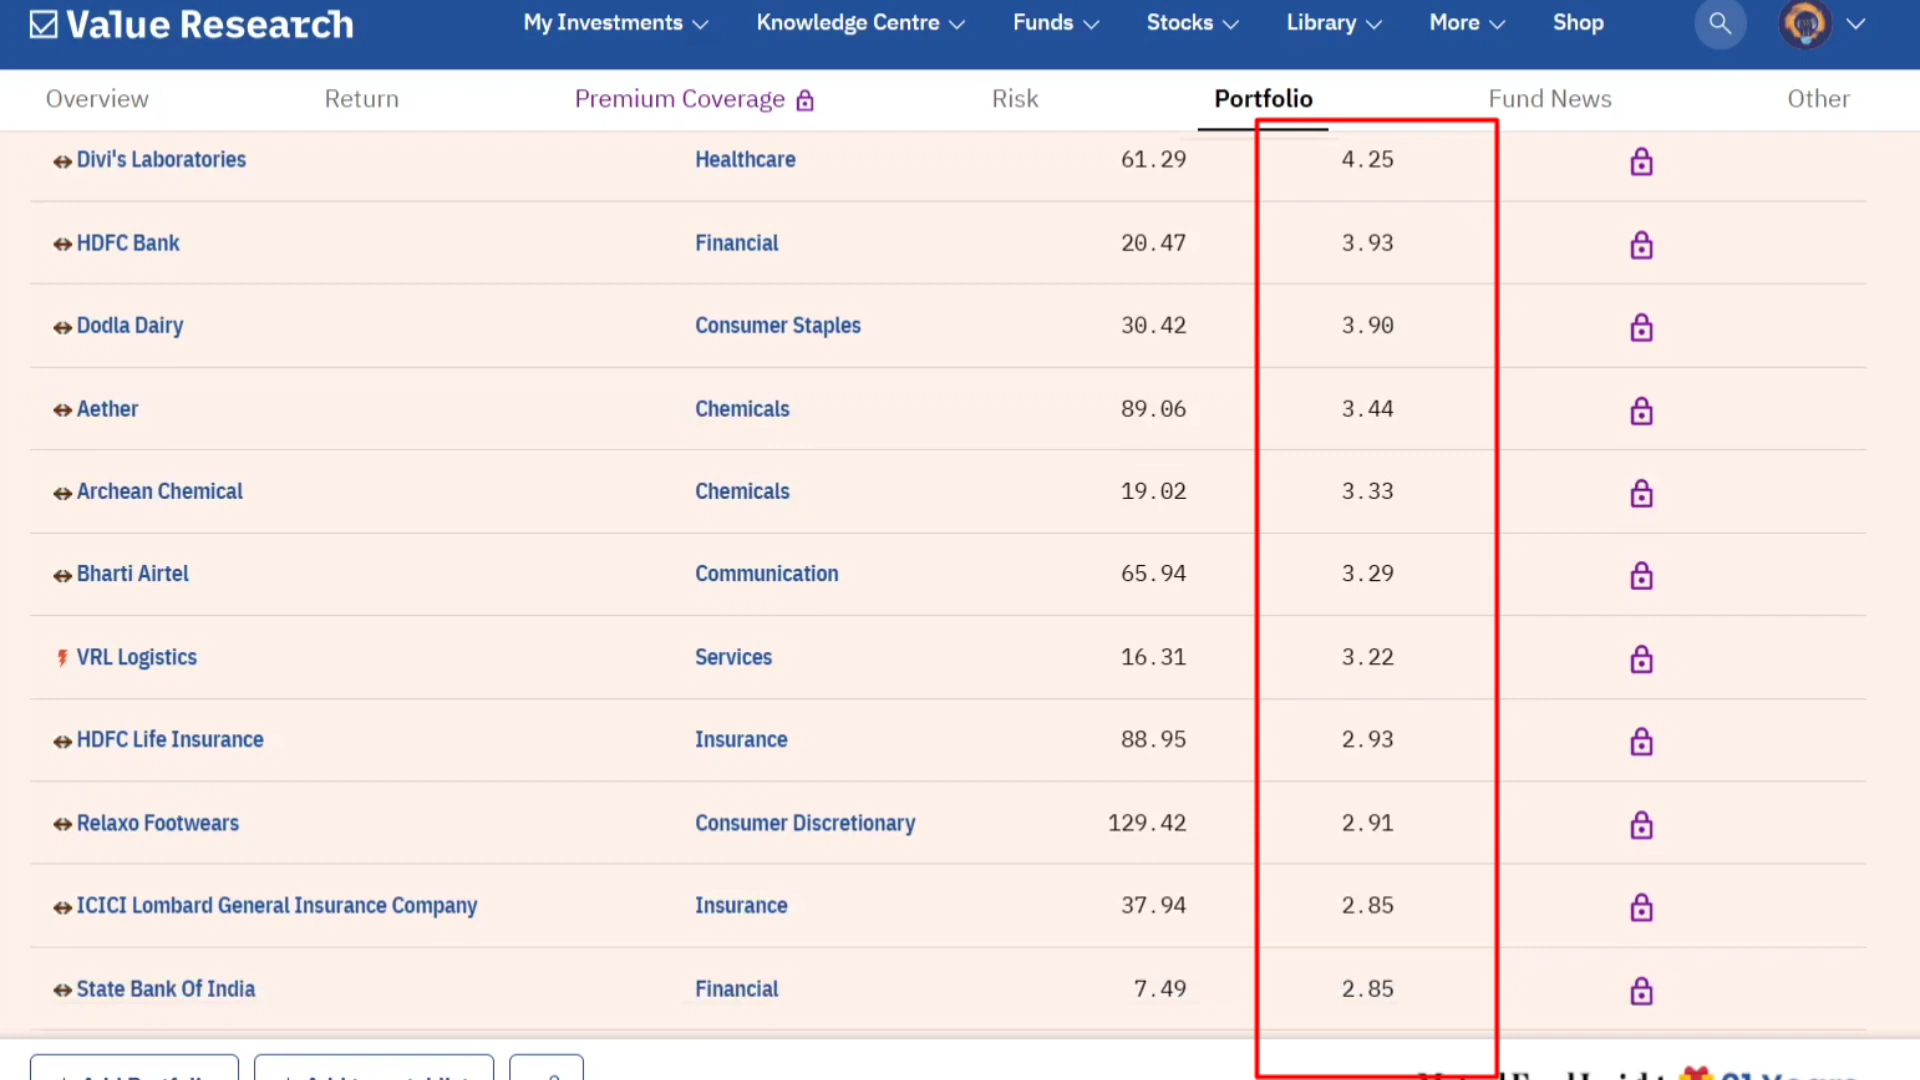 Value Research My Investments Knowledge Centre Funds Stocks Library More Shop
Overview Return Premium Coverage Risk Portfolio Fund News Other
Divi's Laboratories Healthcare 61.29 4.25
HDFC Bank Financial 20.47 3.93
Dodla Dairy Consumer Staples 30.42 3.90
Aether Chemicals 89.06 3.44
Archean Chemical Chemicals 19.02 3.33
Bharti Airtel Communication 65.94 3.29
VRL Logistics Services 16.31 3.22
HDFC Life Insurance Insurance 88.95 2.93
Relaxo Footwears Consumer Discretionary 129.42 2.91
ICICI Lombard General Insurance Company Insurance 37.94 2.85
State Bank Of India Financial 7.49 2.85